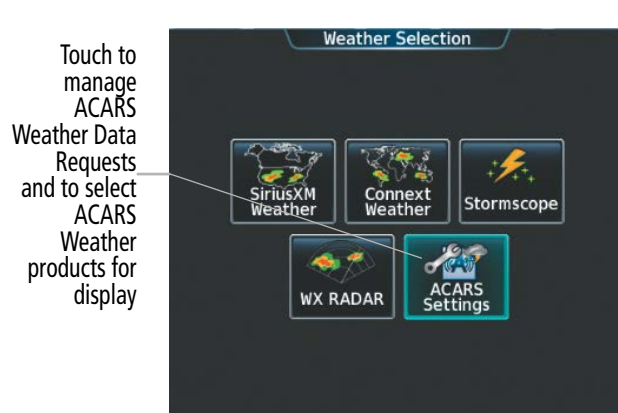 Touch to
manage
ACARS
Weather Data
Requests
and to select
ACARS
Weather
products for
display
Weather Selection
SiriusXM
Weather
Connext
Weather
Stormscope
WX RADAR
ACARS
Settings